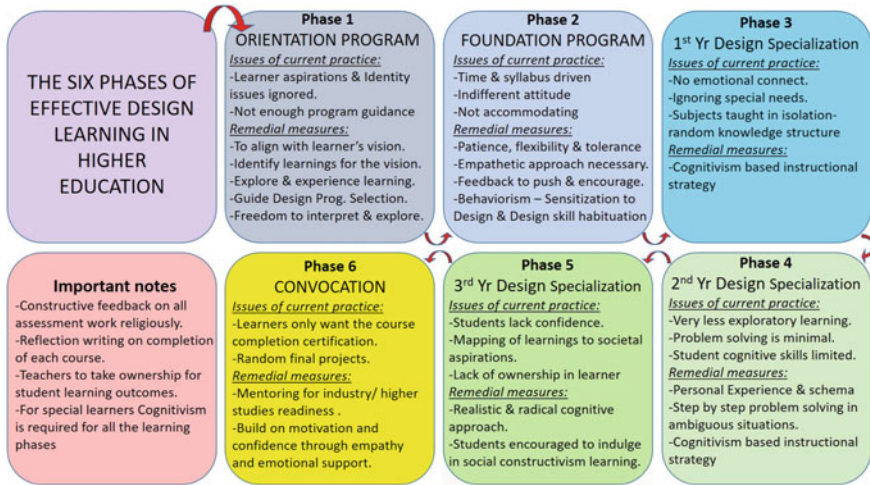 THE SIX PHASES OF
EFFECTIVE DESIGN
LEARNING IN
HIGHER
EDUCATION
Phase 1
ORIENTATION PROGRAM
Issues of current practice:
-Learner aspirations & Identity
issues ignored.
-Not enough program guidance
Remedial measures:
-To align with learner's vision.
-Identify learnings for the vision.
-Explore & experience learning.
-Guide Design Prog. Selection.
-Freedom to interpret & explore.
Phase 2
FOUNDATION PROGRAM
Issues of current practice:
-Time & syllabus driven
-Indifferent attitude
-Not accommodating
Remedial measures:
-Patience, flexibility & tolerance
-Empathetic approach necessary.
-Feedback to push & encourage.
-Behaviorism – Sensitization to
Design & Design skill habituation
Phase 3
1st Yr Design Specialization
Issues of current practice:
-No emotional connect.
-Ignoring special needs.
-Subjects taught in isolation-
random knowledge structure
Remedial measures:
-Cognitivism based instructional
strategy
Phase 4
2nd Yr Design Specialization
Issues of current practice:
-Very less exploratory learning.
-Problem solving is minimal.
-Student cognitive skills limited.
Remedial measures:
-Personal Experience & schema
-Step by step problem solving in
ambiguous situations.
-Cognitivism based instructional
strategy
Phase 5
3rd Yr Design Specialization
Issues of current practice:
-Students lack confidence.
-Mapping of learnings to societal
aspirations.
-Lack of ownership in learner
Remedial measures:
-Realistic & radical cognitive
approach.
-Students encouraged to indulge
in social constructivism learning.
Phase 6
CONVOCATION
Issues of current practice:
-Learners only want the course
completion certification.
-Random final projects.
Remedial measures:
-Mentoring for industry/ higher
studies readiness .
-Build on motivation and
confidence through empathy
and emotional support.
Important notes
-Constructive feedback on all
assessment work religiously.
-Reflection writing on completion
of each course.
-Teachers to take ownership for
student learning outcomes.
-For special learners Cognitivism
is required for all the learning
phases